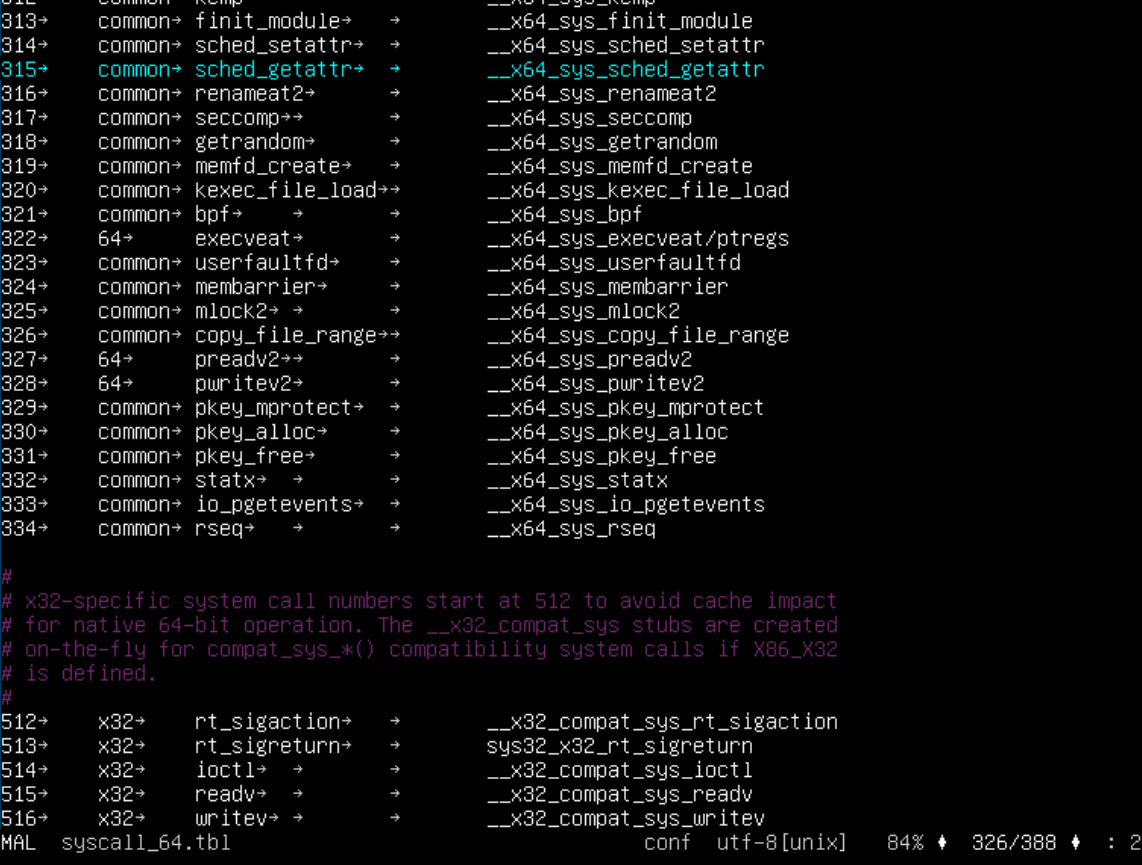 313→ common→ finit_module→ → __x64_sys_finit_module
314→ common→ sched_setattr→ → __x64_sys_sched_setattr
315→ common→ sched_getattr→ → __x64_sys_sched_getattr
316→ common→ renameat2→ → __x64_sys_renameat2
317→ common→ seccomp→→ → __x64_sys_seccomp
318→ common→ getrandom→ → __x64_sys_getrandom
319→ common→ memfd_create→ → __x64_sys_memfd_create
320→ common→ kexec_file_load→→ __x64_sys_kexec_file_load
321→ common→ bpf→ → → __x64_sys_bpf
322→ 64→ execveat→ → __x64_sys_execveat/ptregs
323→ common→ userfaultfd→ → __x64_sys_userfaultfd
324→ common→ membarrier→ → __x64_sys_membarrier
325→ common→ mlock2→ → → __x64_sys_mlock2
326→ common→ copy_file_range→→ __x64_sys_copy_file_range
327→ 64→ preadv2→→ → __x64_sys_preadv2
328→ 64→ pwritev2→ → __x64_sys_pwritev2
329→ common→ pkey_mprotect→ → __x64_sys_pkey_mprotect
330→ common→ pkey_alloc→ → __x64_sys_pkey_alloc
331→ common→ pkey_free→ → __x64_sys_pkey_free
332→ common→ statx→ → → __x64_sys_statx
333→ common→ io_pgetevents→ → __x64_sys_io_pgetevents
334→ common→ rseq→ → → __x64_sys_rseq
#
# x32-specific system call numbers start at 512 to avoid cache impact
# for native 64-bit operation. The __x32_compat_sys stubs are created
# on-the-fly for compat_sys_*() compatibility system calls if X86_X32
# is defined.
#
512→ x32→ rt_sigaction→ → __x32_compat_sys_rt_sigaction
513→ x32→ rt_sigreturn→ → sys32_x32_rt_sigreturn
514→ x32→ ioctl→ → → __x32_compat_sys_ioctl
515→ x32→ readv→ → → __x32_compat_sys_readv
516→ x32→ writev→ → → __x32_compat_sys_writev
MAL syscall_64.tbl conf utf-8[unix] 84% ♦ 326/388 ♦ : 2